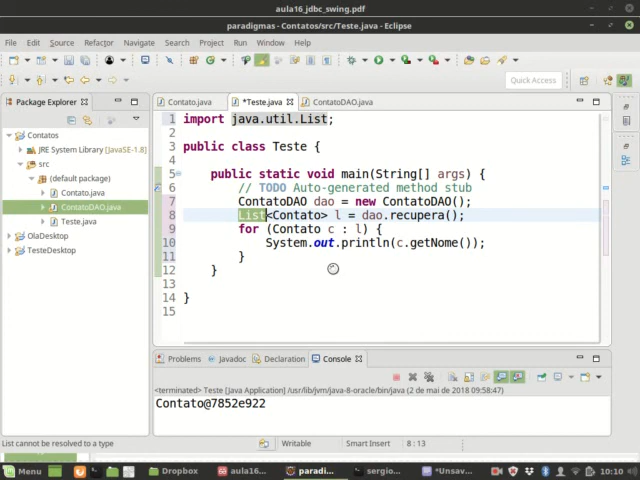 aula16_jdbc_swing.pdf
paradigmas - Contatos/src/Teste.java - Eclipse
File Edit Source Refactor Navigate Search Project Run Window Help
Quick Access
Package Explorer
Contato.java *Teste.java ContatoDAO.java
Contatos
JRE System Library [JavaSE-1.8]
src
(default package)
Contato.java
ContatoDAO.java
Teste.java
OlaDesktop
TesteDesktop
1 import java.util.List;
2
3 public class Teste {
4
5 public static void main(String[] args) {
6 // TODO Auto-generated method stub
7 ContatoDAO dao = new ContatoDAO();
8 List<Contato> l = dao.recupera();
9 for (Contato c : l) {
10 System.out.println(c.getNome());
11 }
12 }
13
14 }
15
Problems Javadoc Declaration Console
<terminated> Teste [Java Application] /usr/lib/jvm/java-8-oracle/bin/java (2 de mai de 2018 09:58:47)
Contato@7852e922
List cannot be resolved to a type Writable Smart Insert 8 : 13
Menu Dropbox aula16... paradi... sergio... *Unsav... 10:10